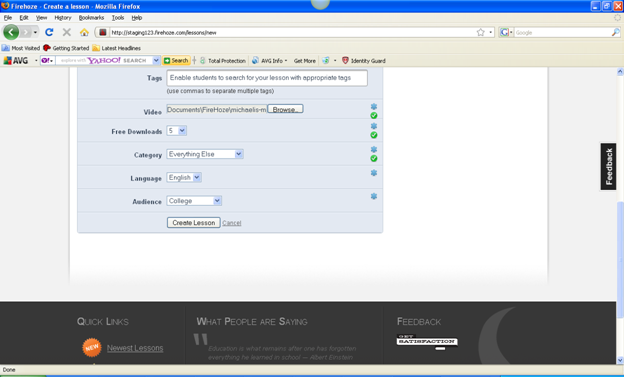 Firehoze - Create a lesson - Mozilla Firefox
File Edit View History Bookmarks Tools Help
http://staging123.firehoze.com/lessons/new
Google
Most Visited Getting Started Latest Headlines
AVG YAHOO! SEARCH Search Total Protection AVG Info Get More Identity Guard
Tags Enable students to search for your lesson with appropriate tags
(use commas to separate multiple tags)
Video Documents\FireHoze\michaelis-m Browse..
Free Downloads 5
Category Everything Else
Language English
Audience College
Create Lesson Cancel
Feedback
Quick Links What People are Saying Feedback
NEW Newest Lessons
Education is what remains after one has forgotten
everything he learned in school — Albert Einstein
GET
SATISFACTION
Done